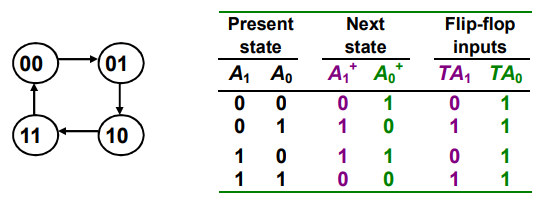 00 01
11 10
Present Next Flip-flop
state state inputs
A1 A0 A1+ A0+ TA1 TA0
0 0 0 1 0 1
0 1 1 0 1 1
1 0 1 1 0 1
1 1 0 0 1 1